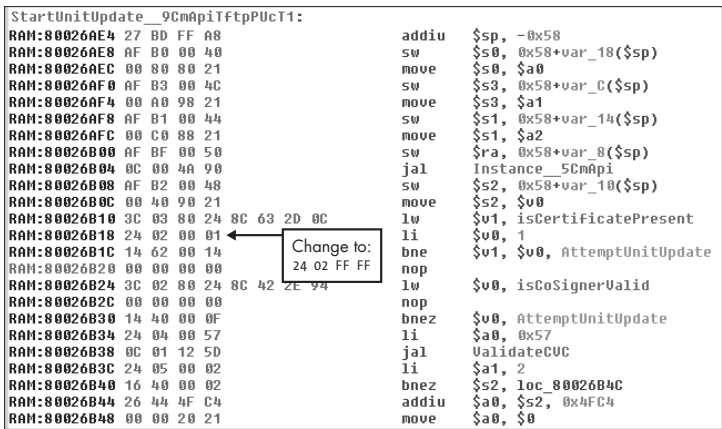 StartUnitUpdate__9CmApiTftpPUcT1:
RAM:80026AE4 27 BD FF A8 addiu $sp, -0x58
RAM:80026AE8 AF B0 00 40 sw $s0, 0x58+var_18($sp)
RAM:80026AEC 00 80 80 21 move $s0, $a0
RAM:80026AF0 AF B3 00 4C sw $s3, 0x58+var_C($sp)
RAM:80026AF4 00 A0 98 21 move $s3, $a1
RAM:80026AF8 AF B1 00 44 sw $s1, 0x58+var_14($sp)
RAM:80026AFC 00 C0 88 21 move $s1, $a2
RAM:80026B00 AF BF 00 50 sw $ra, 0x58+var_8($sp)
RAM:80026B04 0C 00 4A 90 jal Instance__5CmApi
RAM:80026B08 AF B2 00 48 sw $s2, 0x58+var_10($sp)
RAM:80026B0C 00 40 90 21 move $s2, $v0
RAM:80026B10 3C 03 80 24 8C 63 2D 0C lw $v1, isCertificatePresent
RAM:80026B18 24 02 00 01 li $v0, 1
Change to:
24 02 FF FF
RAM:80026B1C 14 62 00 14 bne $v1, $v0, AttemptUnitUpdate
RAM:80026B20 00 00 00 00 nop
RAM:80026B24 3C 02 80 24 8C 42 2E 94 lw $v0, isCoSignerValid
RAM:80026B2C 00 00 00 00 nop
RAM:80026B30 14 40 00 0F bnez $v0, AttemptUnitUpdate
RAM:80026B34 24 04 00 57 li $a0, 0x57
RAM:80026B38 0C 01 12 5D jal ValidateCVC
RAM:80026B3C 24 05 00 02 li $a1, 2
RAM:80026B40 16 40 00 02 bnez $s2, loc_80026B4C
RAM:80026B44 26 44 4F C4 addiu $a0, $s2, 0x4FC4
RAM:80026B48 00 00 20 21 move $a0, $0